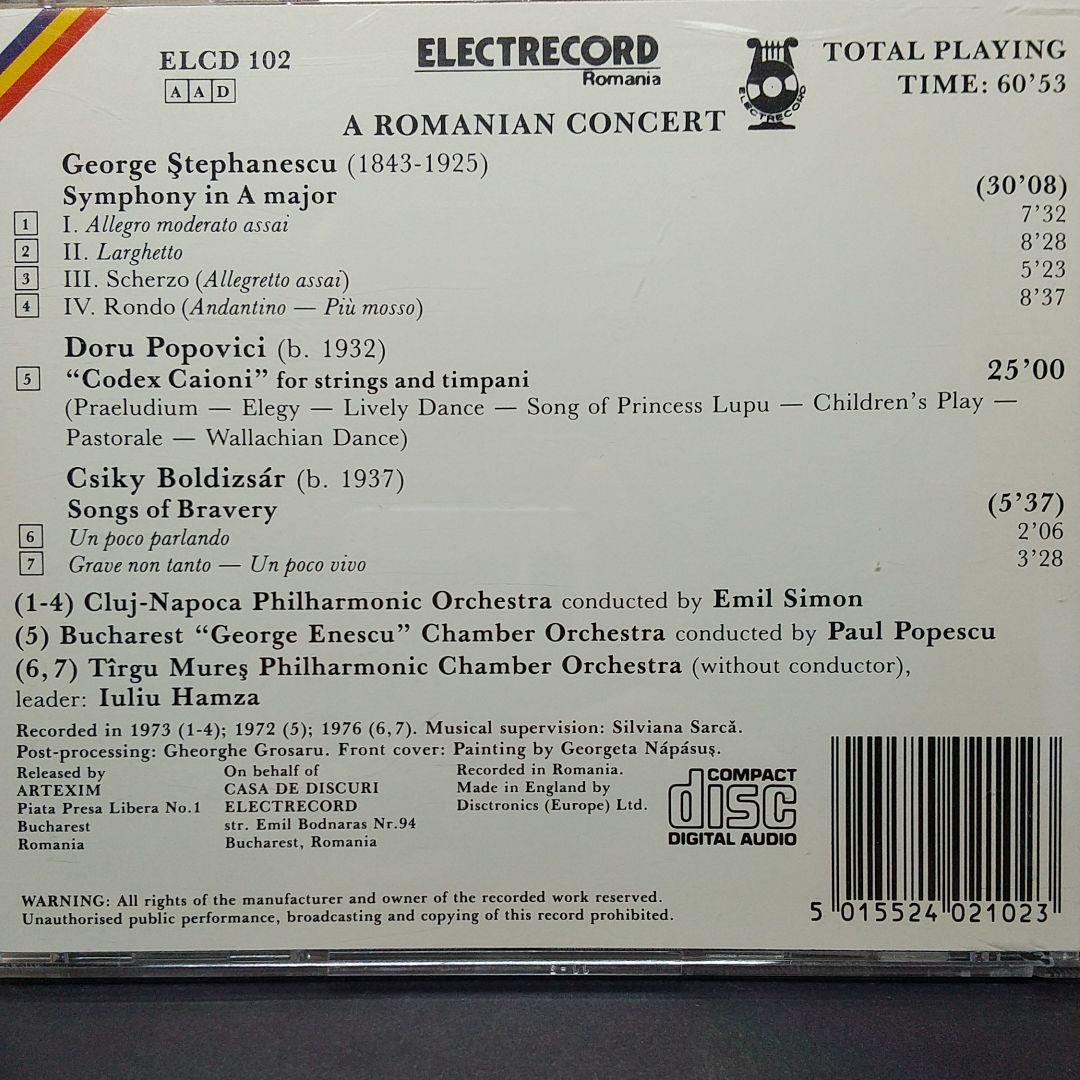 ELCD 102
A A D
ELECTRECORD
Romania
ELECTRECORD
TOTAL PLAYING
TIME: 60'53
A ROMANIAN CONCERT
George Ştephanescu (1843-1925)
Symphony in A major (30'08)
1 I. Allegro moderato assai 7'32
2 II. Larghetto 8'28
3 III. Scherzo (Allegretto assai) 5'23
4 IV. Rondo (Andantino — Più mosso) 8'37
Doru Popovici (b. 1932)
5 “Codex Caioni” for strings and timpani 25'00
(Praeludium — Elegy — Lively Dance — Song of Princess Lupu — Children's Play —
Pastorale — Wallachian Dance)
Csiky Boldizsár (b. 1937)
Songs of Bravery (5'37)
6 Un poco parlando 2'06
7 Grave non tanto — Un poco vivo 3'28
(1-4) Cluj-Napoca Philharmonic Orchestra conducted by Emil Simon
(5) Bucharest “George Enescu” Chamber Orchestra conducted by Paul Popescu
(6,7) Tîrgu Mureş Philharmonic Chamber Orchestra (without conductor),
leader: Iuliu Hamza
Recorded in 1973 (1-4); 1972 (5); 1976 (6,7). Musical supervision: Silviana Sarcă.
Post-processing: Gheorghe Grosaru. Front cover: Painting by Georgeta Nápásuş.
Released by
ARTEXIM
Piata Presa Libera No.1
Bucharest
Romania
On behalf of
CASA DE DISCURI
ELECTRECORD
str. Emil Bodnaras Nr.94
Bucharest, Romania
Recorded in Romania.
Made in England by
Disctronics (Europe) Ltd.
COMPACT
disc
DIGITAL AUDIO
WARNING: All rights of the manufacturer and owner of the recorded work reserved.
Unauthorised public performance, broadcasting and copying of this record prohibited.
5 015524 021023